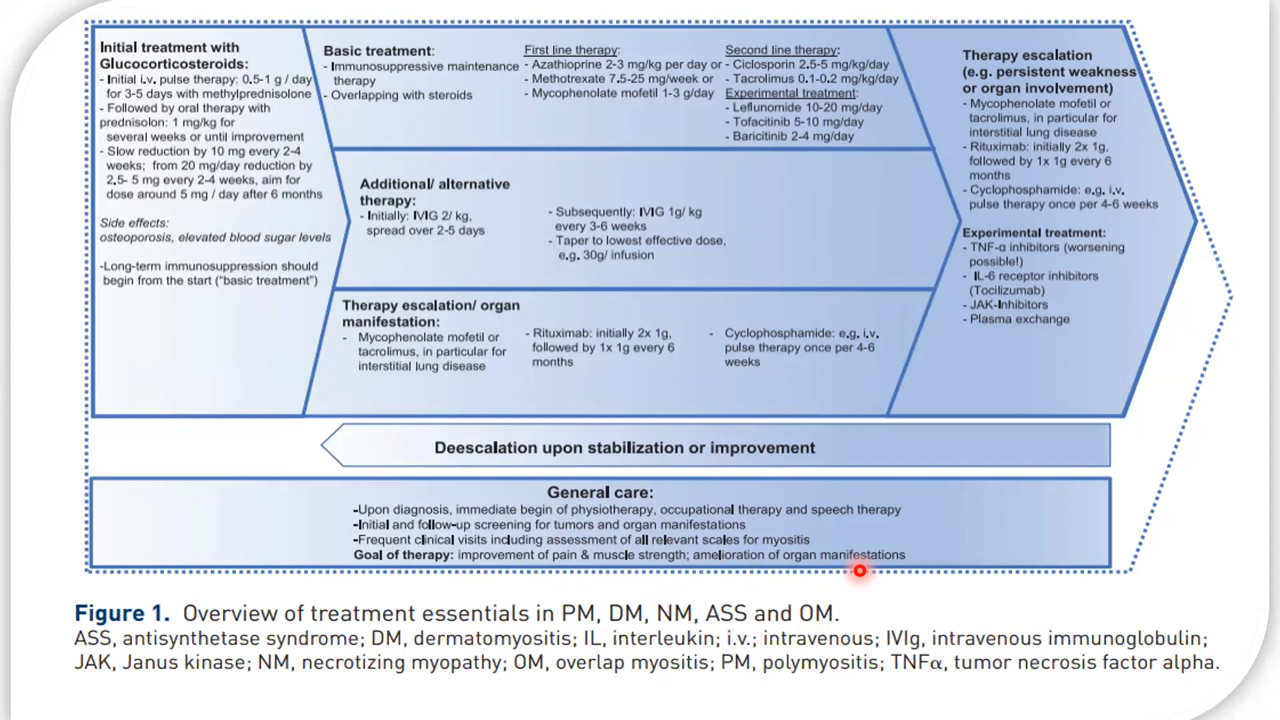 Initial treatment with
Glucocorticosteroids:
- Initial i.v. pulse therapy: 0.5-1 g / day
for 3-5 days with methylprednisolone
- Followed by oral therapy with
prednisolon: 1 mg/kg for
several weeks or until improvement
- Slow reduction by 10 mg every 2-4
weeks; from 20 mg/day reduction by
2.5- 5 mg every 2-4 weeks, aim for
dose around 5 mg / day after 6 months
Side effects:
osteoporosis, elevated blood sugar levels
-Long-term immunosuppression should
begin from the start ("basic treatment")
Basic treatment:
- Immunosuppressive maintenance
therapy
- Overlapping with steroids
First line therapy:
- Azathioprine 2-3 mg/kg per day or
- Methotrexate 7.5-25 mg/week or
- Mycophenolate mofetil 1-3 g/day
Second line therapy:
- Ciclosporin 2.5-5 mg/kg/day
- Tacrolimus 0.1-0.2 mg/kg/day
Experimental treatment:
- Leflunomide 10-20 mg/day
- Tofacitinib 5-10 mg/day
- Baricitinib 2-4 mg/day
Additional/ alternative
therapy:
- Initially: IVIG 2/ kg,
spread over 2-5 days
- Subsequently: IVIG 1g/ kg
every 3-6 weeks
- Taper to lowest effective dose,
e.g. 30g/ infusion
Therapy escalation/ organ
manifestation:
- Mycophenolate mofetil or
tacrolimus, in particular for
interstitial lung disease
- Rituximab: initially 2x 1g,
followed by 1x 1g every 6
months
- Cyclophosphamide: e.g. i.v.
pulse therapy once per 4-6
weeks
Therapy escalation
(e.g. persistent weakness
or organ involvement)
- Mycophenolate mofetil or
tacrolimus, in particular for
interstitial lung disease
- Rituximab: initially 2x 1g,
followed by 1x 1g every 6
months
- Cyclophosphamide: e.g. i.v.
pulse therapy once per 4-6 weeks
Experimental treatment:
- TNF-α inhibitors (worsening
possible!)
- IL-6 receptor inhibitors
(Tocilizumab)
- JAK-Inhibitors
- Plasma exchange
Deescalation upon stabilization or improvement
General care:
-Upon diagnosis, immediate begin of physiotherapy, occupational therapy and speech therapy
-Initial and follow-up screening for tumors and organ manifestations
-Frequent clinical visits including assessment of all relevant scales for myositis
Goal of therapy: improvement of pain & muscle strength; amelioration of organ manifestations
Figure 1. Overview of treatment essentials in PM, DM, NM, ASS and OM.
ASS, antisynthetase syndrome; DM, dermatomyositis; IL, interleukin; i.v.; intravenous; IVIg, intravenous immunoglobulin;
JAK, Janus kinase; NM, necrotizing myopathy; OM, overlap myositis; PM, polymyositis; TNFα, tumor necrosis factor alpha.